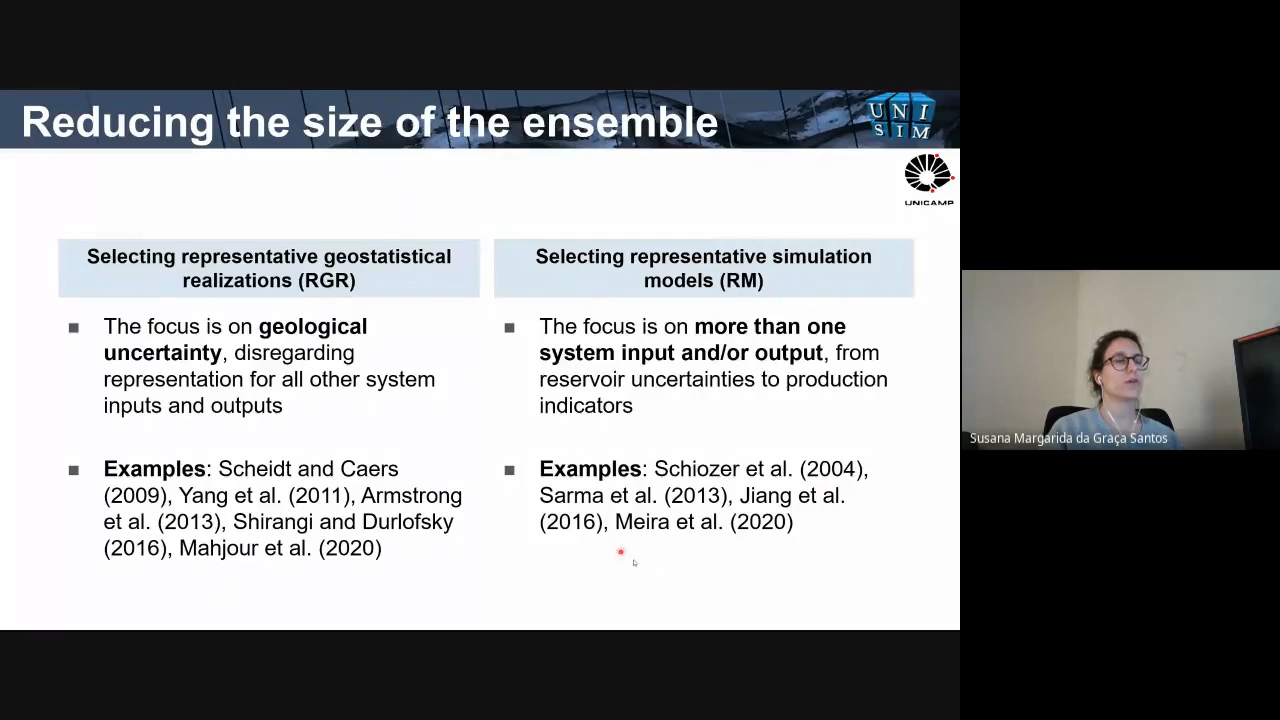 Reducing the size of the ensemble
UNI
SIM
UNICAMP
Selecting representative geostatistical
realizations (RGR)
■ The focus is on geological
uncertainty, disregarding
representation for all other system
inputs and outputs
■ Examples: Scheidt and Caers
(2009), Yang et al. (2011), Armstrong
et al. (2013), Shirangi and Durlofsky
(2016), Mahjour et al. (2020)
Selecting representative simulation
models (RM)
■ The focus is on more than one
system input and/or output, from
reservoir uncertainties to production
indicators
■ Examples: Schiozer et al. (2004),
Sarma et al. (2013), Jiang et al.
(2016), Meira et al. (2020)
Susana Margarida da Graça Santos